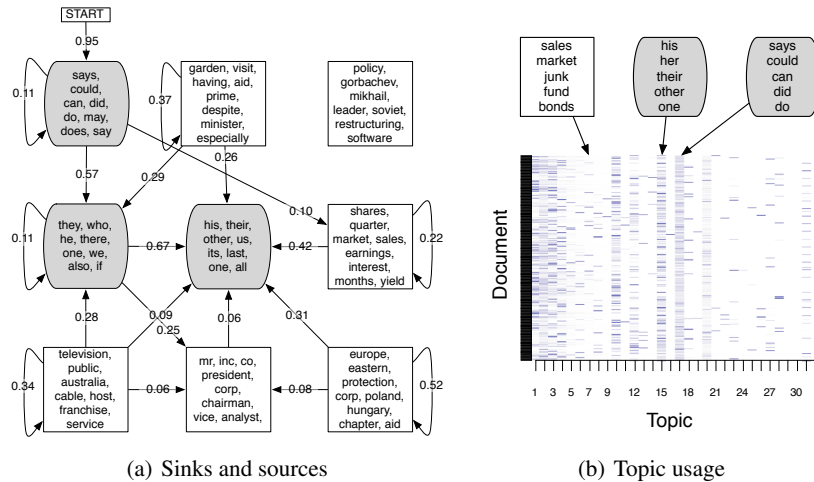 START
0.95
says,
could,
can, did,
do, may,
does, say
0.11
garden, visit,
having, aid,
prime,
despite,
minister,
especially
0.37
policy,
gorbachev,
mikhail,
leader, soviet,
restructuring,
software
0.57
0.29
0.26
0.10
they, who,
he, there,
one, we,
also, if
0.11
0.67
his, their,
other, us,
its, last,
one, all
0.42
shares,
quarter,
market, sales,
earnings,
interest,
months, yield
0.22
0.28
0.09
0.25
0.06
0.31
television,
public,
australia,
cable, host,
franchise,
service
0.34
0.06
mr, inc, co,
president,
corp,
chairman,
vice, analyst,
0.08
europe,
eastern,
protection,
corp, poland,
hungary,
chapter, aid
0.52
(a) Sinks and sources
sales
market
junk
fund
bonds
his
her
their
other
one
says
could
can
did
do
Document
1 3 5 7 9 12 15 18 21 24 27 30
Topic
(b) Topic usage